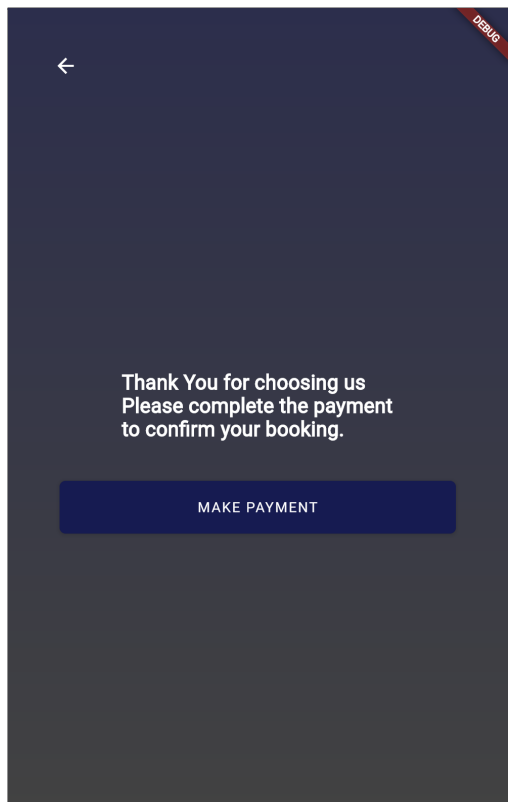 DEBUG
Thank You for choosing us
Please complete the payment
to confirm your booking.
MAKE PAYMENT